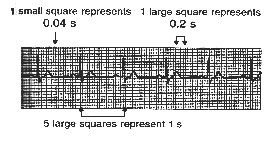 1 small square represents
0.04 s
1 large square represents
0.2 s
5 large squares represent 1 s